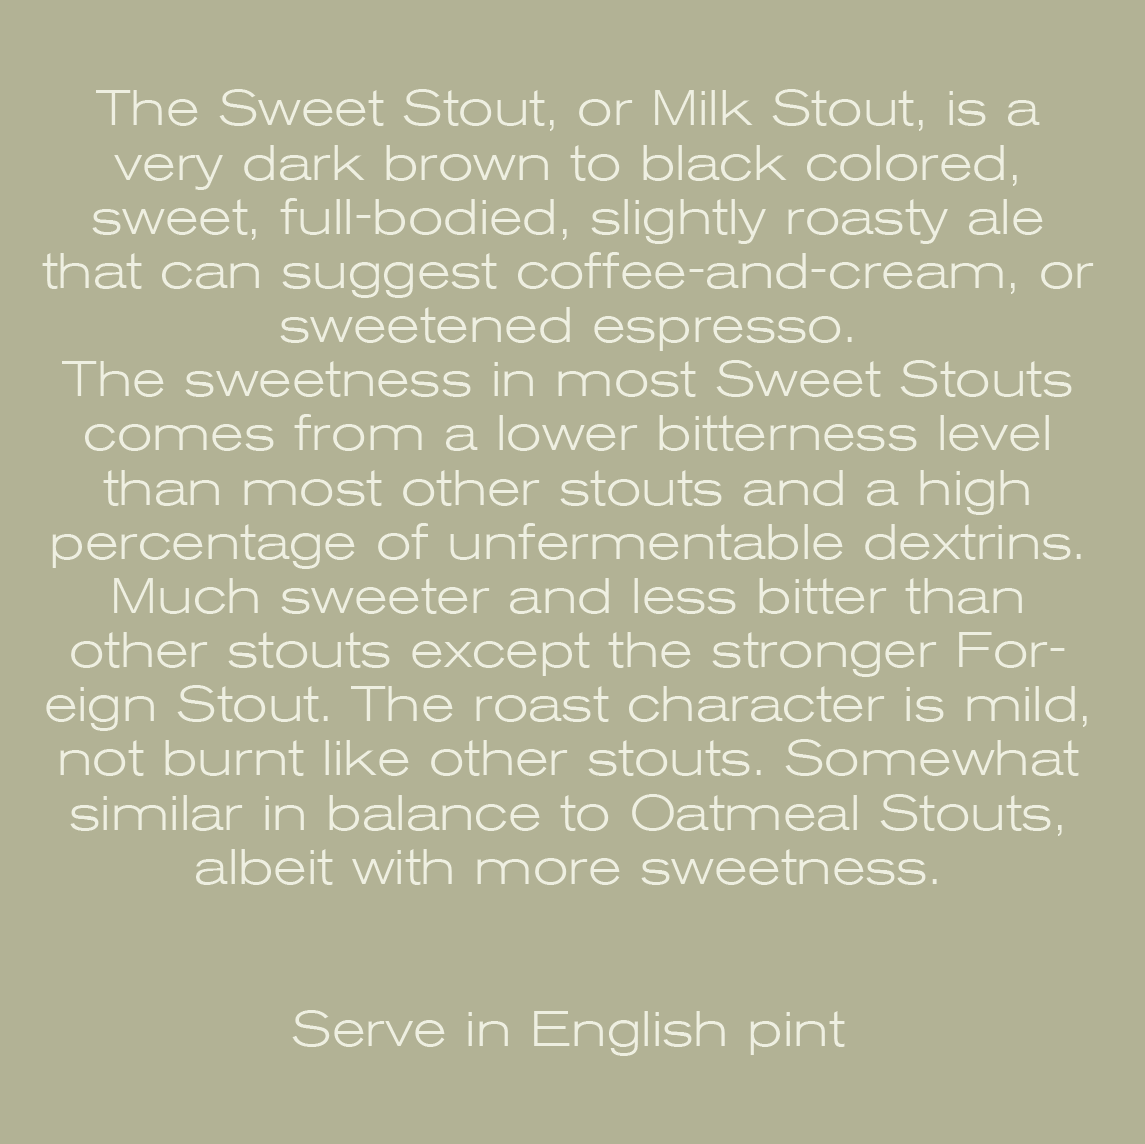 The Sweet Stout, or Milk Stout, is a
very dark brown to black colored,
sweet, full-bodied, slightly roasty ale
that can suggest coffee-and-cream, or
sweetened espresso.
The sweetness in most Sweet Stouts
comes from a lower bitterness level
than most other stouts and a high
percentage of unfermentable dextrins.
Much sweeter and less bitter than
other stouts except the stronger For-
eign Stout. The roast character is mild,
not burnt like other stouts. Somewhat
similar in balance to Oatmeal Stouts,
albeit with more sweetness.
Serve in English pint